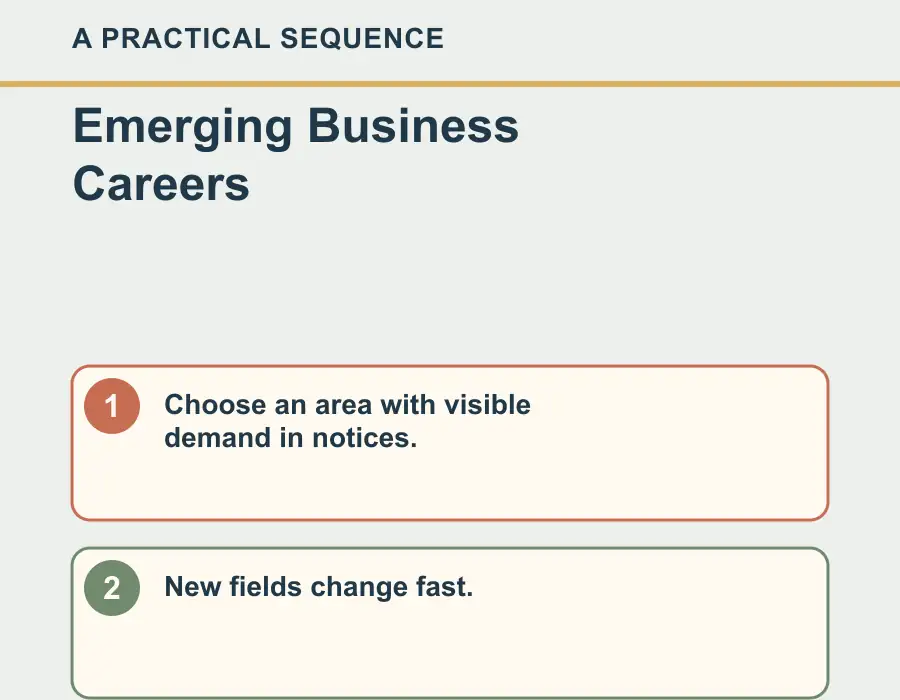 A PRACTICAL SEQUENCE
Emerging Business
Careers
1
Choose an area with visible
demand in notices.
2
New fields change fast.